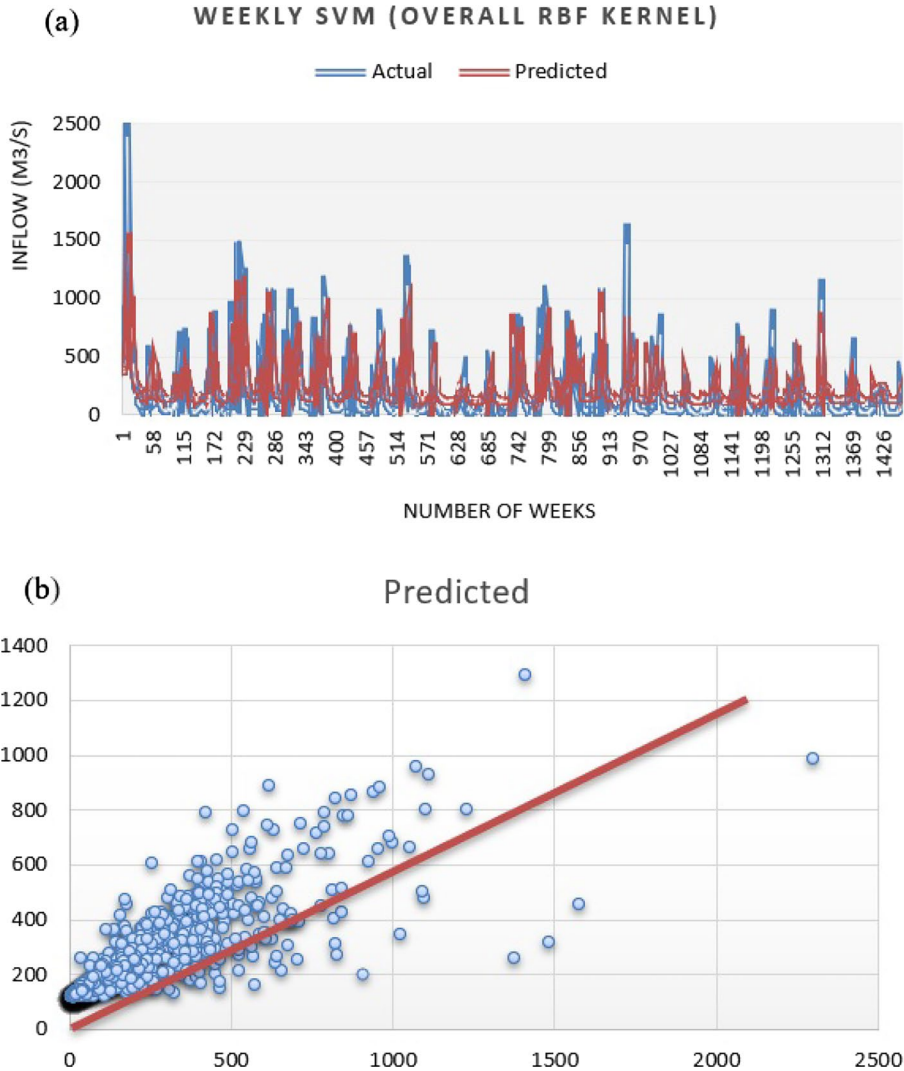 (a)
WEEKLY SVM (OVERALL RBF KERNEL)
Actual Predicted
INFLOW (M3/S)
2500
2000
1500
1000
500
0
1 58 115 172 229 286 343 400 457 514 571 628 685 742 799 856 913 970 1027 1084 1141 1198 1255 1312 1369 1426
NUMBER OF WEEKS
(b)
Predicted
1400
1200
1000
800
600
400
200
0
0 500 1000 1500 2000 2500